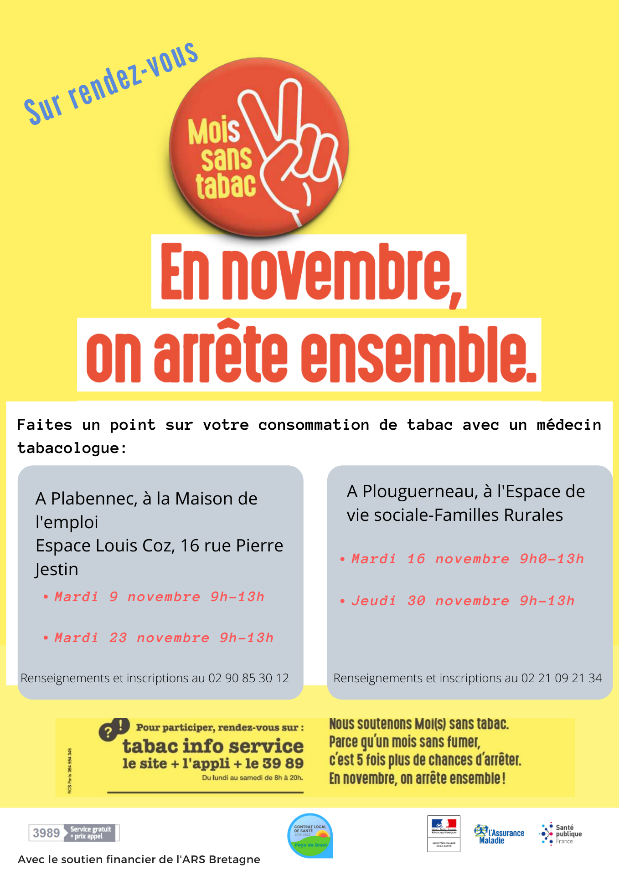 Sur rendez-vous
Mois
sans
tabac
En novembre,
on arrête ensemble.
Faites un point sur votre consommation de tabac avec un médecin
tabacologue:
A Plabennec, à la Maison de
l'emploi
Espace Louis Coz, 16 rue Pierre
Jestin
• Mardi 9 novembre 9h-13h
• Mardi 23 novembre 9h-13h
Renseignements et inscriptions au 02 90 85 30 12
A Plouguerneau, à l'Espace de
vie sociale-Familles Rurales
• Mardi 16 novembre 9h0-13h
• Jeudi 30 novembre 9h-13h
Renseignements et inscriptions au 02 21 09 21 34
Pour participer, rendez-vous sur :
tabac info service
le site + l'appli + le 39 89
Du lundi au samedi de 8h à 20h.
Nous soutenons Moi(s) sans tabac.
Parce qu'un mois sans fumer,
c'est 5 fois plus de chances d'arrêter.
En novembre, on arrête ensemble !
3989 Service gratuit
+ prix appel
CONTRAT LOCAL
DE SANTÉ
Pays de Brest
l'Assurance
Maladie
Santé
publique
France
Avec le soutien financier de l'ARS Bretagne